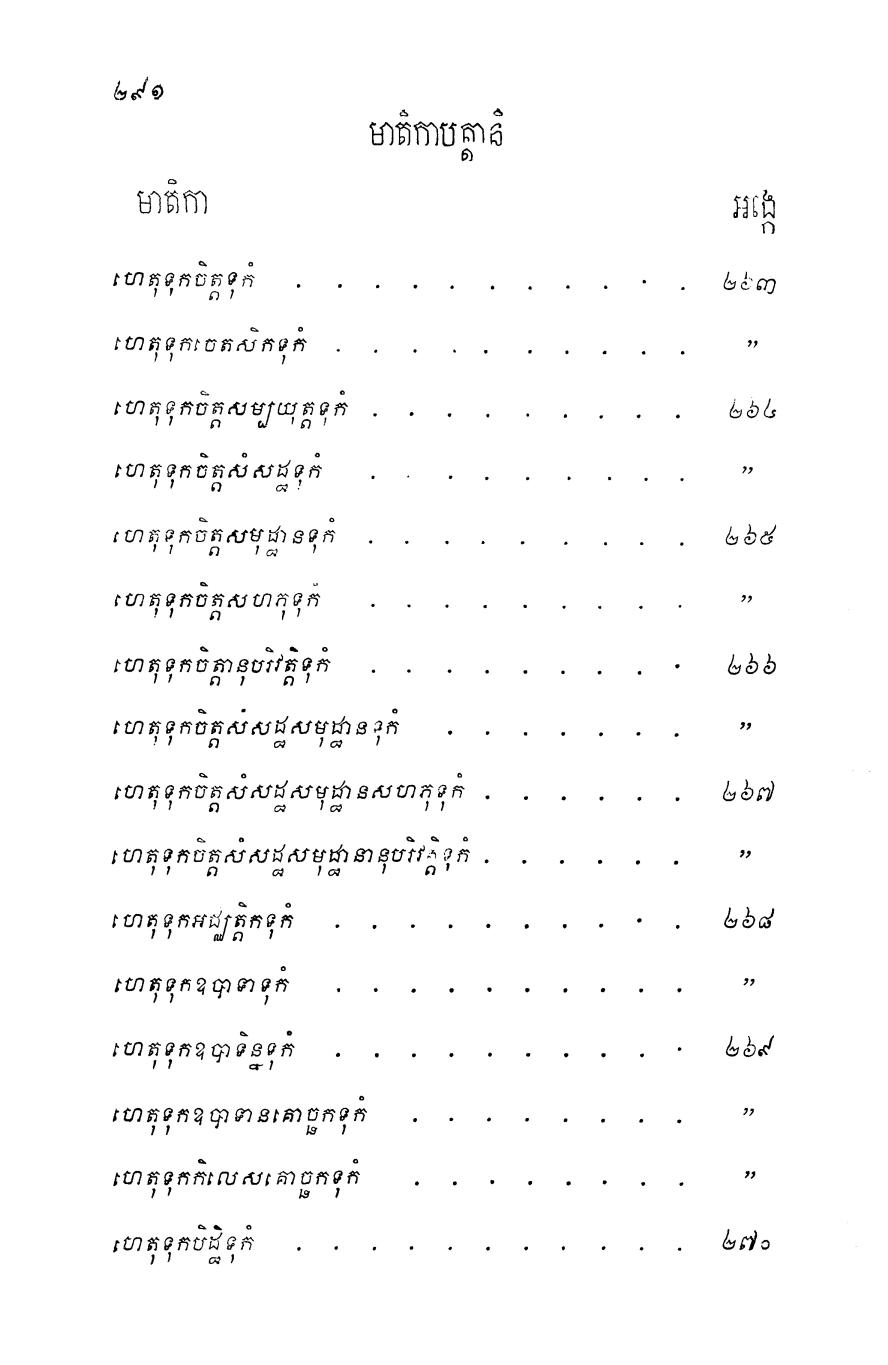 ២៩១
មាតិកាបត្តានិ
មាតិកា អង្កេ
ហេតុទុកចិត្តទុកំ . . . . . . . . . . . ២៦៣
ហេតុទុកចេតសិកទុកំ . . . . . . . . . . ”
ហេតុទុកចិត្តសម្បយុត្តទុកំ . . . . . . . . . ២៦៤
ហេតុទុកចិត្តសំសដ្ឋទុកំ . . . . . . . . . ”
ហេតុទុកចិត្តសមុដ្ឋានទុកំ . . . . . . . . . ២៦៥
ហេតុទុកចិត្តសហភុទុកំ . . . . . . . . . ”
ហេតុទុកចិត្តានុបរិវត្តិទុកំ . . . . . . . . . ២៦៦
ហេតុទុកចិត្តសំសដ្ឋសមុដ្ឋានទុកំ . . . . . . . ”
ហេតុទុកចិត្តសំសដ្ឋសមុដ្ឋានសហភុទុកំ . . . . . . ២៦៧
ហេតុទុកចិត្តសំសដ្ឋសមុដ្ឋានានុបរិវត្តិទុកំ . . . . . . ”
ហេតុទុកអជ្ឈត្តិកទុកំ . . . . . . . . . . ២៦៨
ហេតុទុកឧបាទាទុកំ . . . . . . . . . . ”
ហេតុទុកឧបាទិន្នទុកំ . . . . . . . . . . ២៦៩
ហេតុទុកឧបាទានគោច្ឆកទុកំ . . . . . . . . ”
ហេតុទុកកិលេសគោច្ឆកទុកំ . . . . . . . . ”
ហេតុទុកបិដ្ឋិទុកំ . . . . . . . . . . . ២៧០